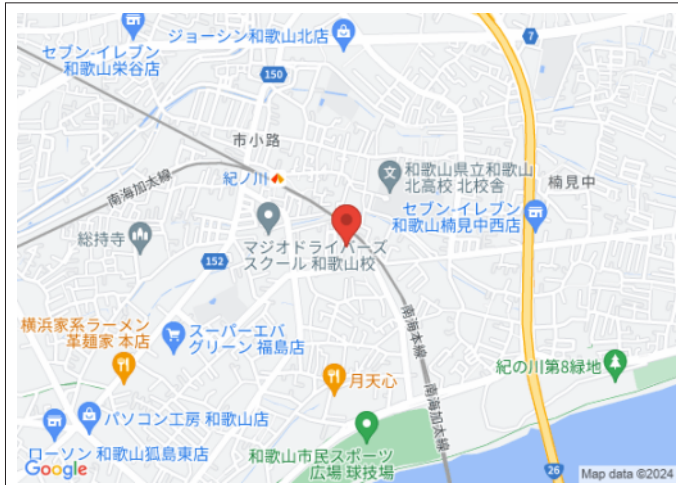 セブン-イレブン
和歌山栄谷店
ジョーシン和歌山北店
7
150
市小路
紀ノ川
南海加太線
和歌山県立和歌山
北高校 北校舎
楠見中
セブン-イレブン
和歌山楠見中西店
総持寺
マジオドライバーズ
スクール 和歌山校
152
横浜家系ラーメン
革麺家 本店
スーパーエバ
グリーン 福島店
南海本線
南海加太線
紀の川第8緑地
月天心
パソコン工房 和歌山店
ローソン 和歌山狐島東店
和歌山市民スポーツ
広場 球技場
26
Google
Map data ©2024